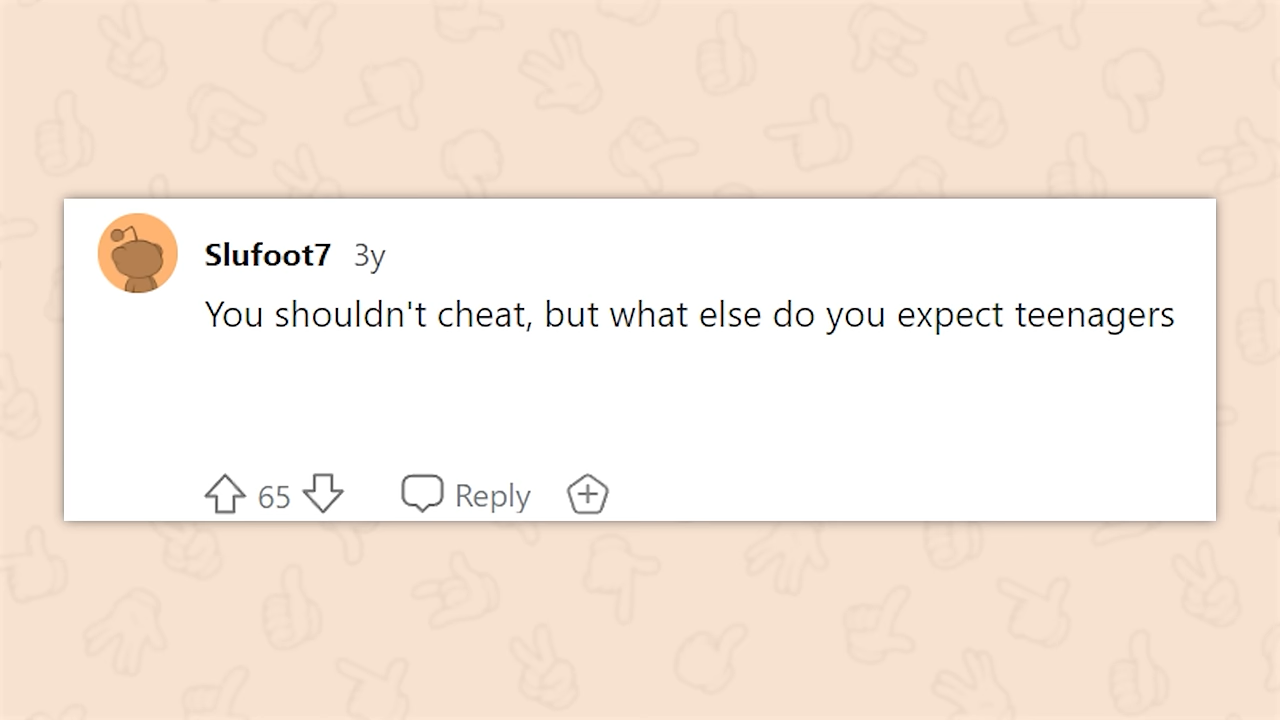 Slufoot7 3y
You shouldn't cheat, but what else do you expect teenagers
65 Reply